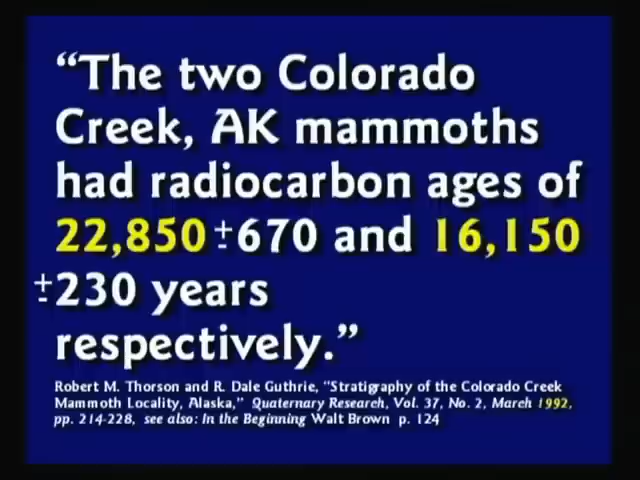 “The two Colorado
Creek, AK mammoths
had radiocarbon ages of
22,850 ±670 and 16,150
±230 years
respectively.”
Robert M. Thorson and R. Dale Guthrie, "Stratigraphy of the Colorado Creek
Mammoth Locality, Alaska," Quaternary Research, Vol. 37, No. 2, March 1992,
pp. 214-228, see also: In the Beginning Walt Brown p. 124